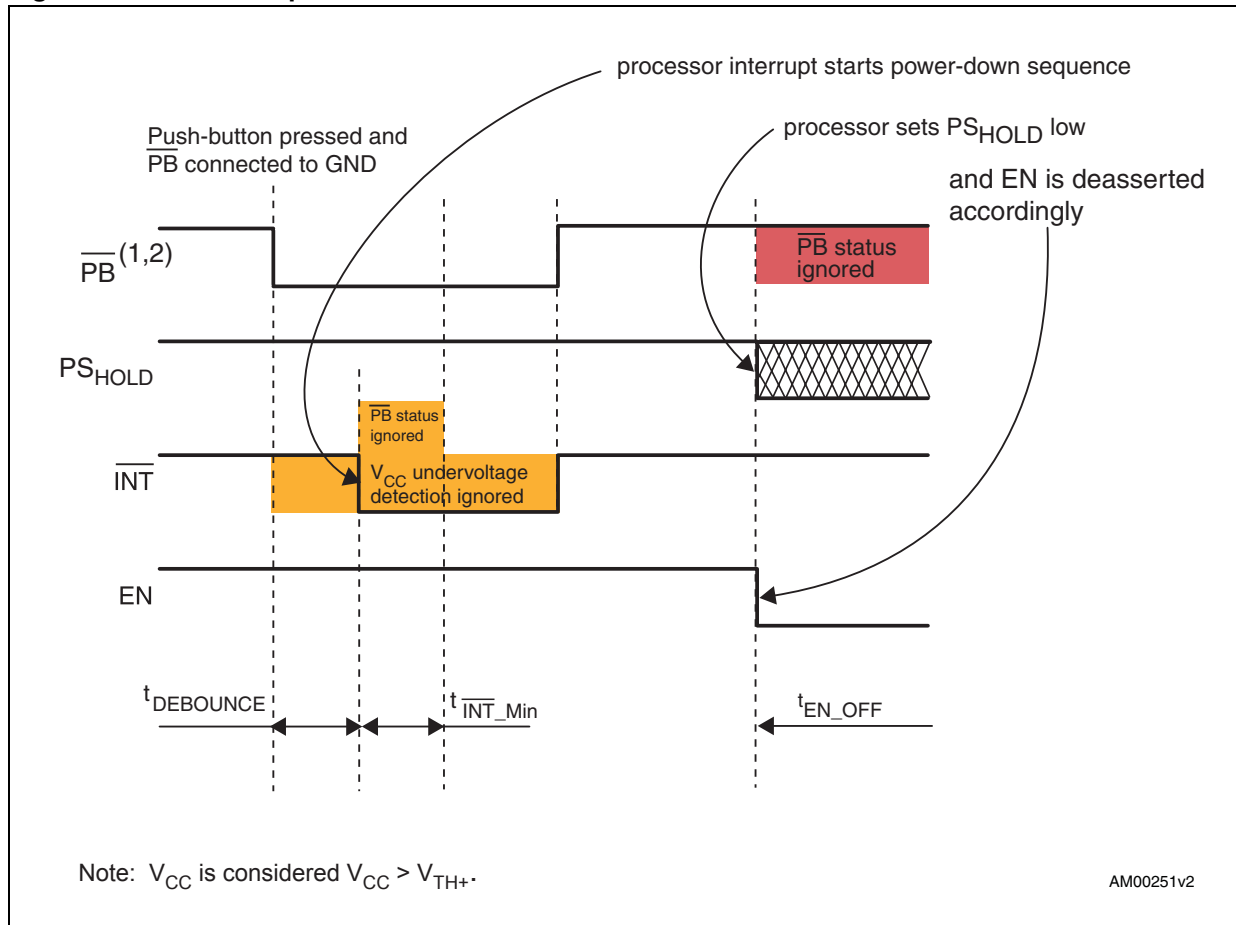 processor interrupt starts power-down sequence
Push-button pressed and
PB connected to GND
processor sets PSHOLD low
and EN is deasserted
accordingly
PB(1,2)
PB status
ignored
PSHOLD
PB status
ignored
INT
VCC undervoltage
detection ignored
EN
tDEBOUNCE
tINT_Min
tEN_OFF
Note: VCC is considered VCC > VTH+.
AM00251v2